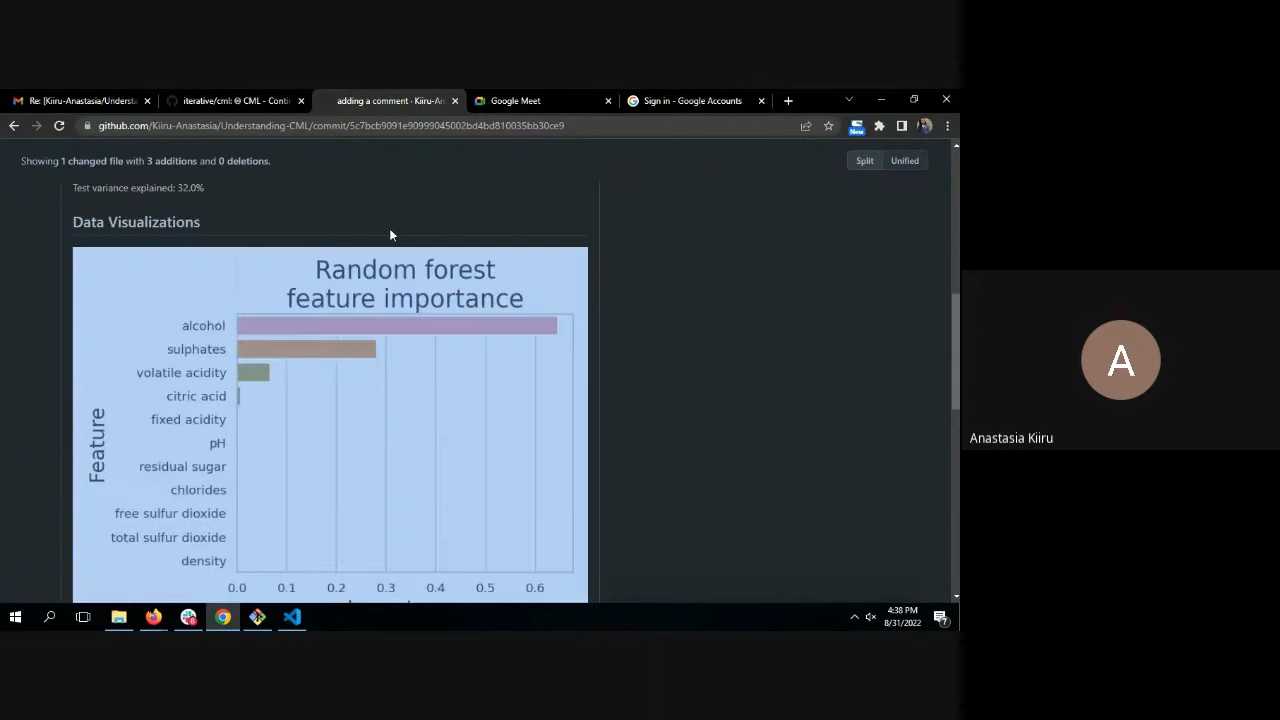 Re: [Kiiru-Anastasia/Understa
iterative/cml: ♾️ CML - Contin
adding a comment · Kiiru-An
Google Meet
Sign in - Google Accounts
github.com/Kiiru-Anastasia/Understanding-CML/commit/5c7bcb9091e90999045002bd4bd810035bb30ce9
New
Showing 1 changed file with 3 additions and 0 deletions.
Split
Unified
Test variance explained: 32.0%
Data Visualizations
Random forest
feature importance
alcohol
sulphates
volatile acidity
citric acid
fixed acidity
pH
residual sugar
chlorides
free sulfur dioxide
total sulfur dioxide
density
Feature
0.0 0.1 0.2 0.3 0.4 0.5 0.6
A
Anastasia Kiiru
4:38 PM
8/31/2022